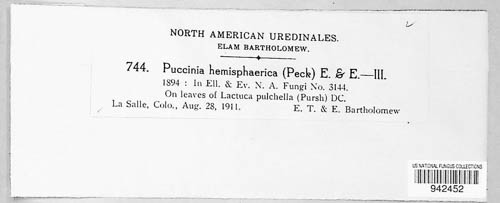 NORTH AMERICAN UREDINALES.
ELAM BARTHOLOMEW.
744. Puccinia hemisphaerica (Peck) E. & E.—III.
1894 : In Ell. & Ev. N. A. Fungi No. 3144.
On leaves of Lactuca pulchella (Pursh) DC.
La Salle, Colo., Aug. 28, 1911. E. T. & E. Bartholomew
US NATIONAL FUNGUS COLLECTIONS
942452